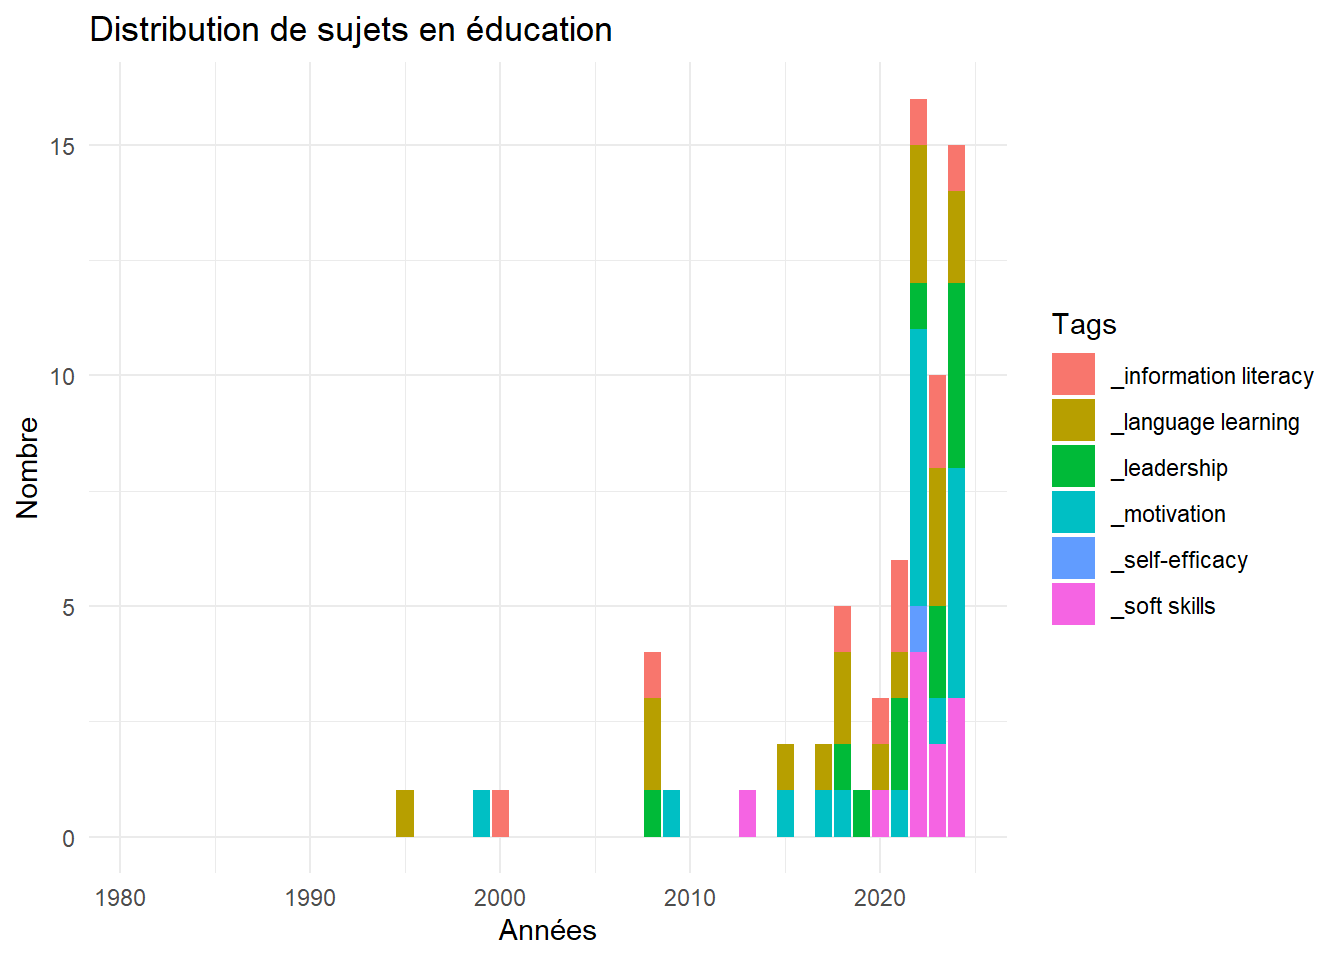 Distribution de sujets en éducation
15
10
5
0
Nombre
1980
1990
2000
2010
2020
Années
Tags
_information literacy
_language learning
_leadership
_motivation
_self-efficacy
_soft skills